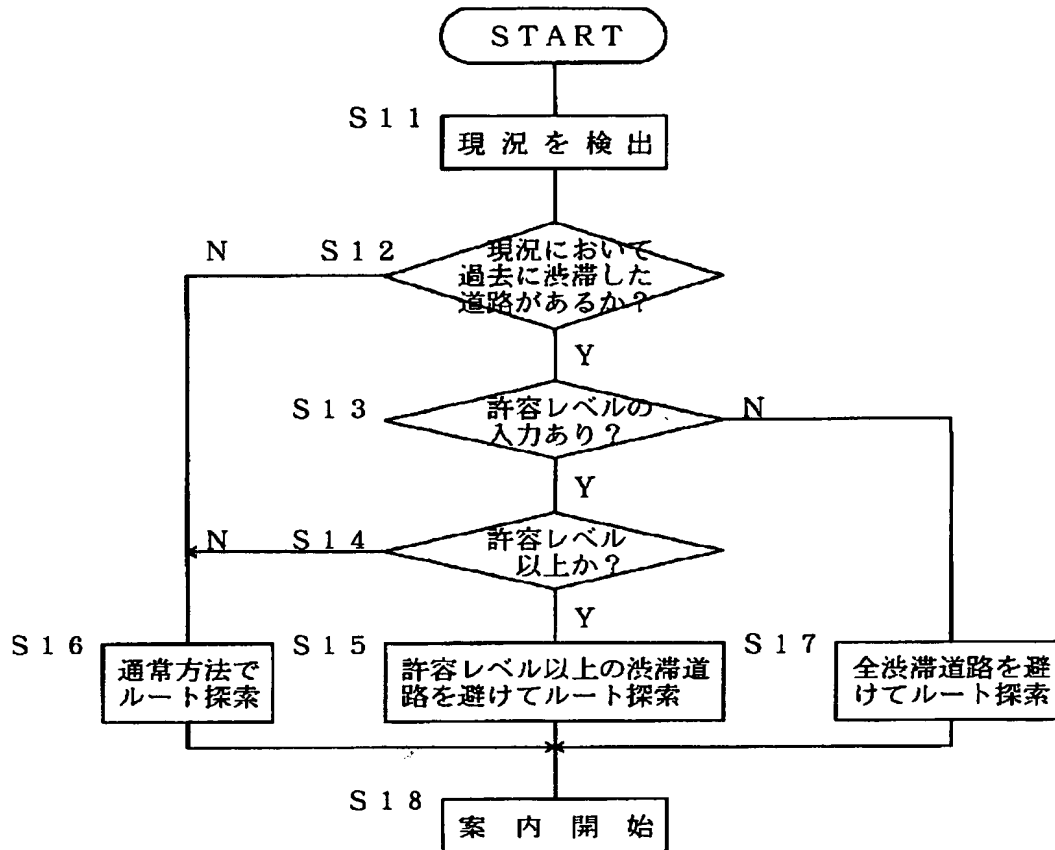 START
S11
現況を検出
N
S12
現況において
過去に渋滞した
道路があるか?
Y
S13
許容レベルの
入力あり?
N
Y
N
S14
許容レベル
以上か?
Y
S16
通常方法で
ルート探索
S15
許容レベル以上の渋滞道
路を避けてルート探索
S17
全渋滞道路を避
けてルート探索
S18
案内開始